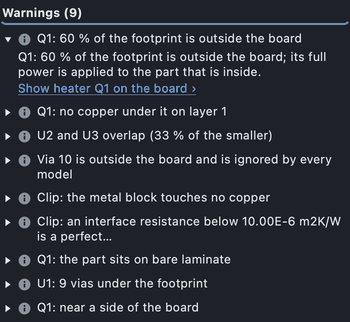 Warnings (9)
Q1: 60 % of the footprint is outside the board
Q1: 60 % of the footprint is outside the board; its full
power is applied to the part that is inside.
Show heater Q1 on the board ›
Q1: no copper under it on layer 1
U2 and U3 overlap (33 % of the smaller)
Via 10 is outside the board and is ignored by every
model
Clip: the metal block touches no copper
Clip: an interface resistance below 10.00E-6 m2K/W
is a perfect…
Q1: the part sits on bare laminate
U1: 9 vias under the footprint
Q1: near a side of the board